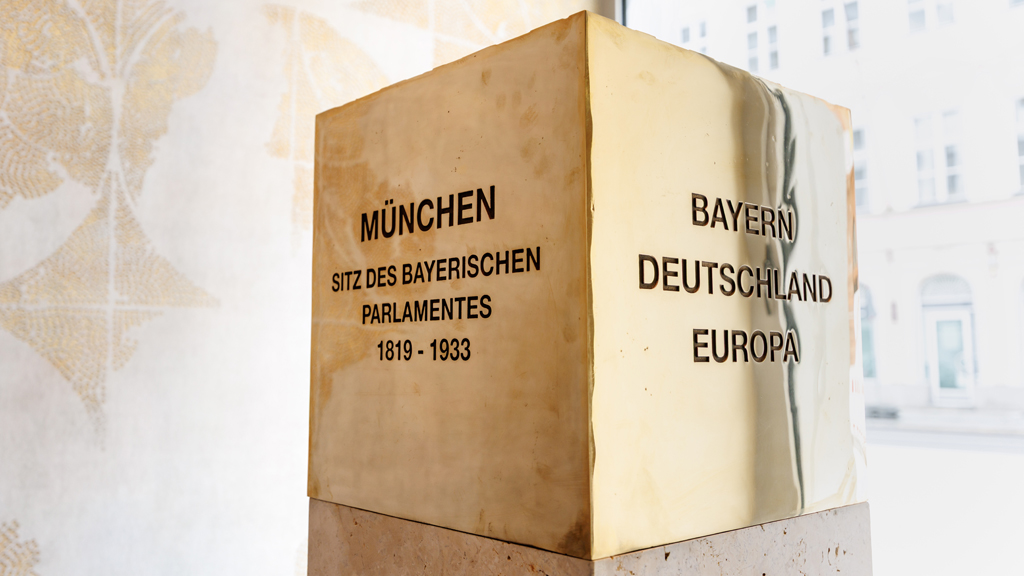 MÜNCHEN
SITZ DES BAYERISCHEN
PARLAMENTES
1819 - 1933
BAYERN
DEUTSCHLAND
EUROPA